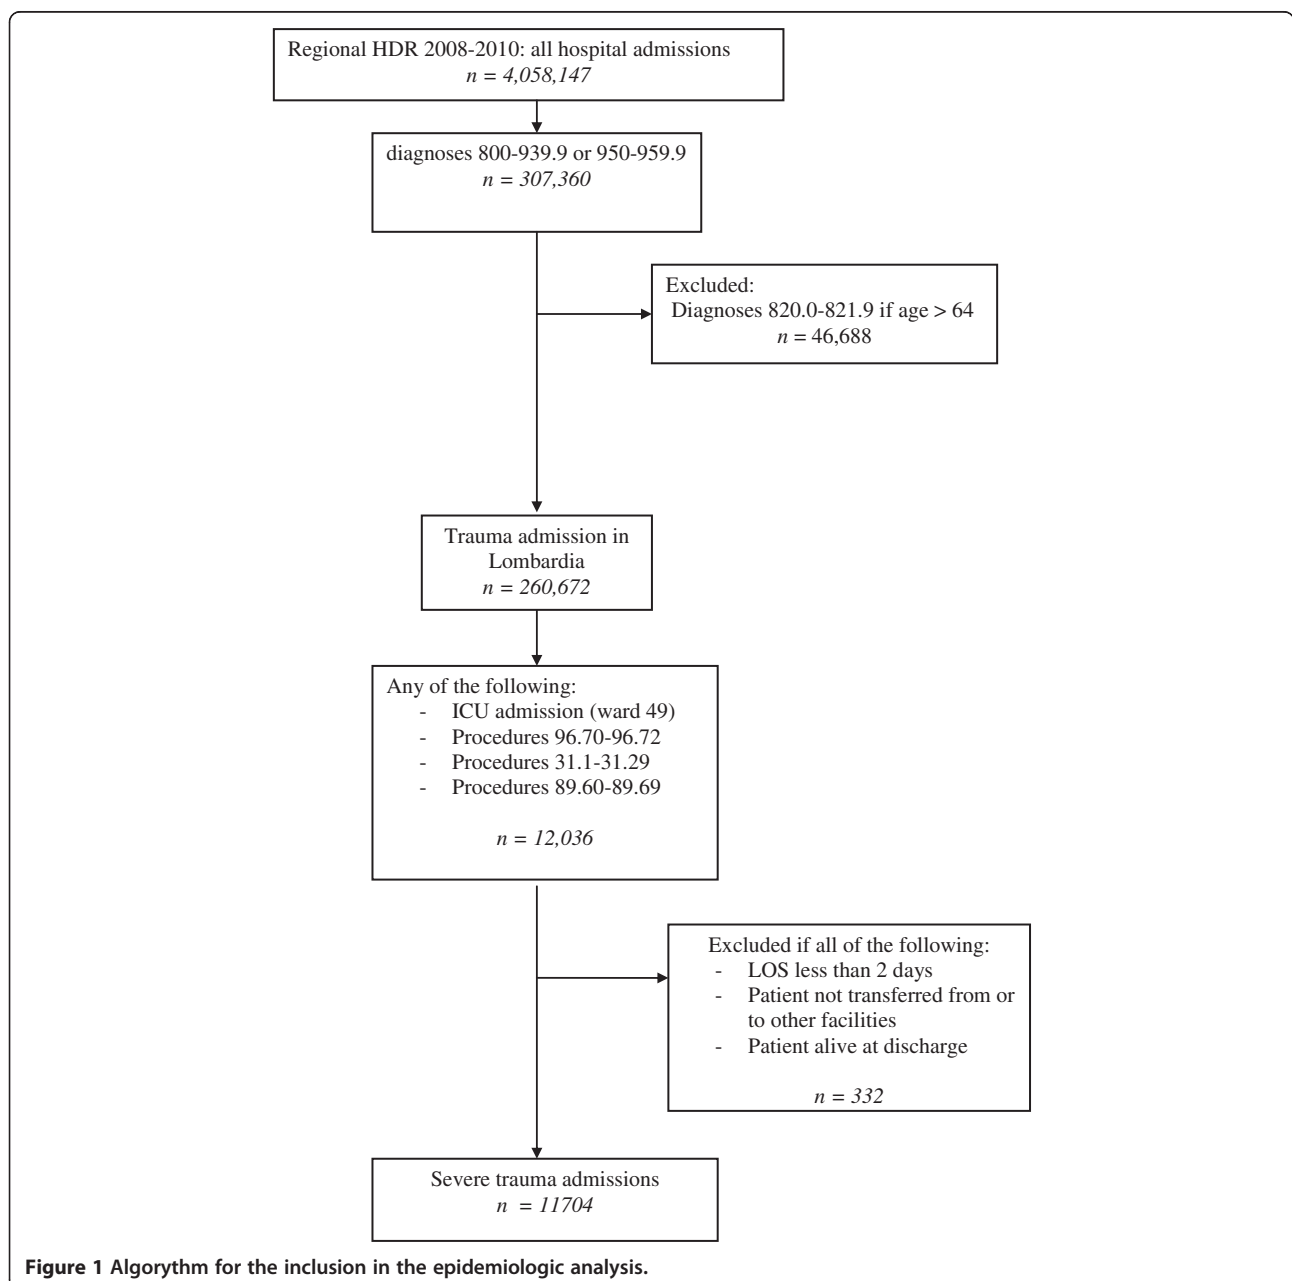 Regional HDR 2008-2010: all hospital admissions
n = 4,058,147
diagnoses 800-939.9 or 950-959.9
n = 307,360
Excluded:
Diagnoses 820.0-821.9 if age > 64
n = 46,688
Trauma admission in
Lombardia
n = 260,672
Any of the following:
- ICU admission (ward 49)
- Procedures 96.70-96.72
- Procedures 31.1-31.29
- Procedures 89.60-89.69
n = 12,036
Excluded if all of the following:
- LOS less than 2 days
- Patient not transferred from or
to other facilities
- Patient alive at discharge
n = 332
Severe trauma admissions
n = 11704
Figure 1 Algorythm for the inclusion in the epidemiologic analysis.